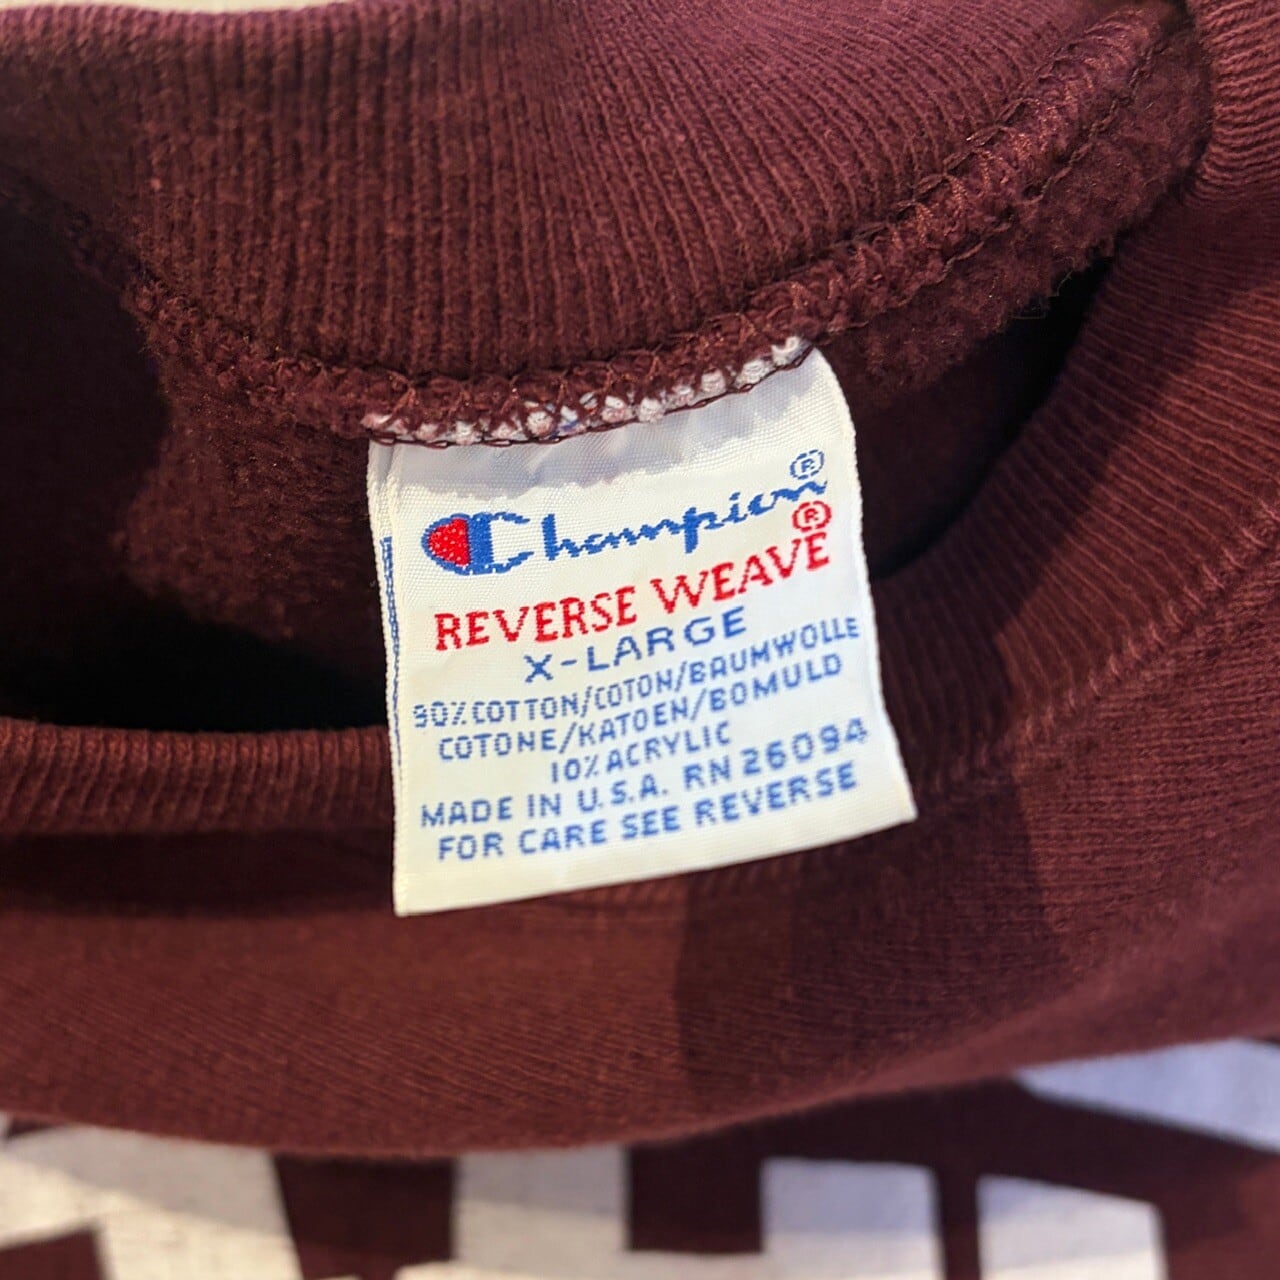 Champion®
REVERSE WEAVE®
X-LARGE
90% COTTON/COTON/BAUMWOLLE
COTONE/KATOEN/BOMULD
10% ACRYLIC
MADE IN U.S.A. RN 26094
FOR CARE SEE REVERSE